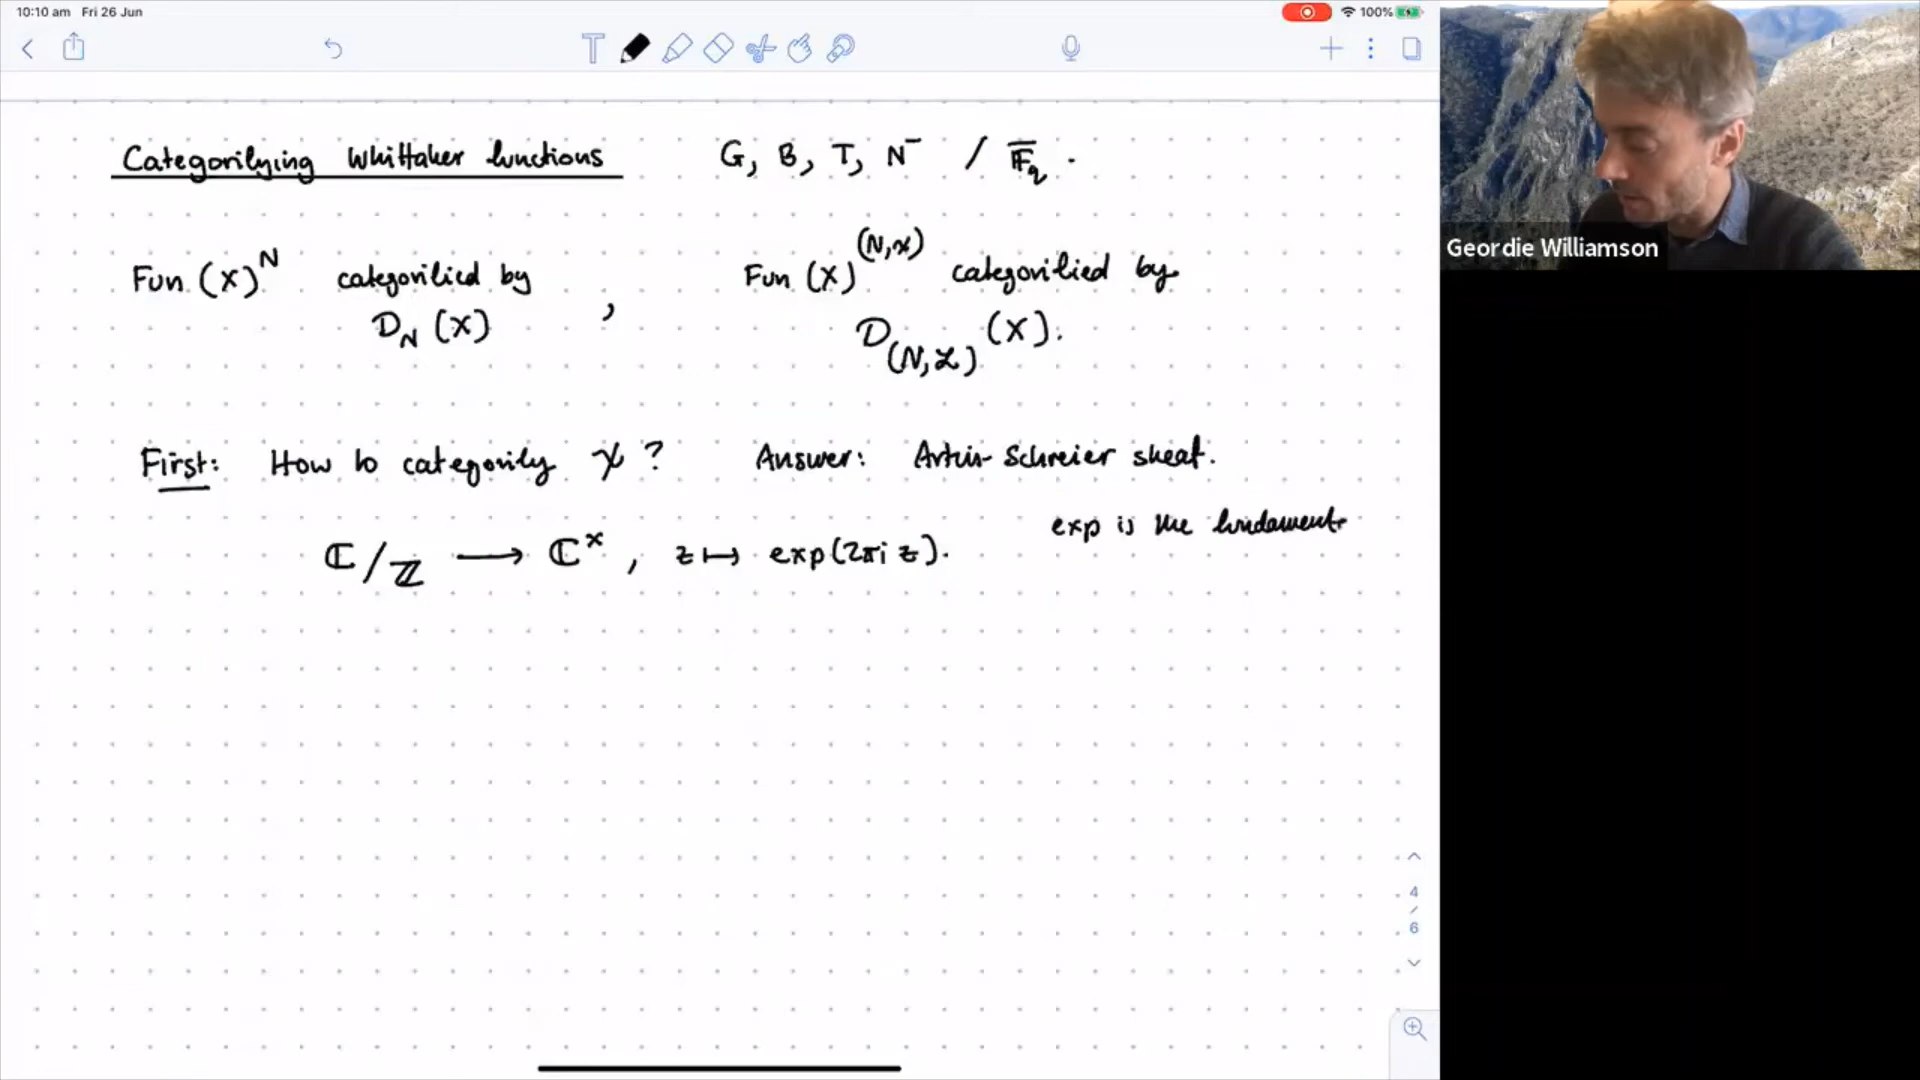 10:10 am Fri 26 Jun
100%
Categorifying Whittaker functions G, B, T, N⁻ / F̅_q .
Fun (X)^N categorified by D_N (X) ,
Fun (X)^(N,χ) categorified by D_(N,ℒ) (X).
First: How to categorify χ ? Answer: Artin-Schreier sheaf.
exp is the fundament
ℂ/ℤ ⟶ ℂ^× , z ↦ exp(2πi z).
Geordie Williamson
4
/
6